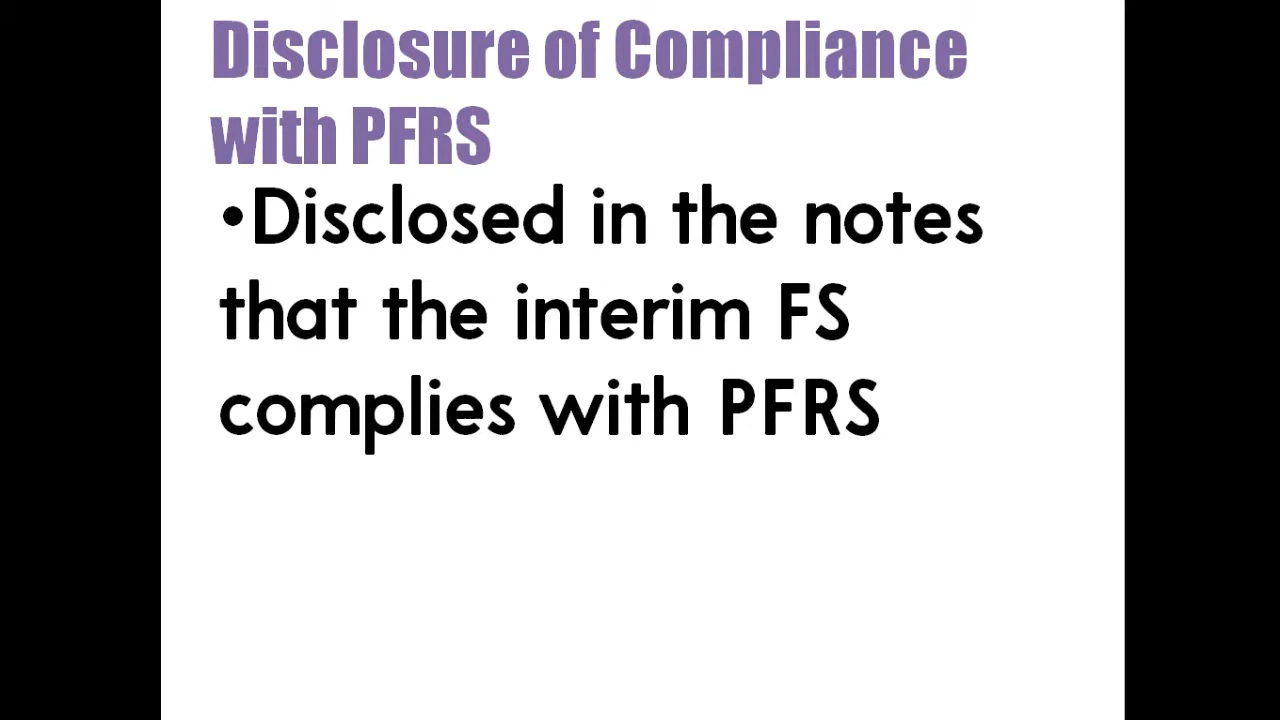 Disclosure of Compliance
with PFRS
•Disclosed in the notes
that the interim FS
complies with PFRS